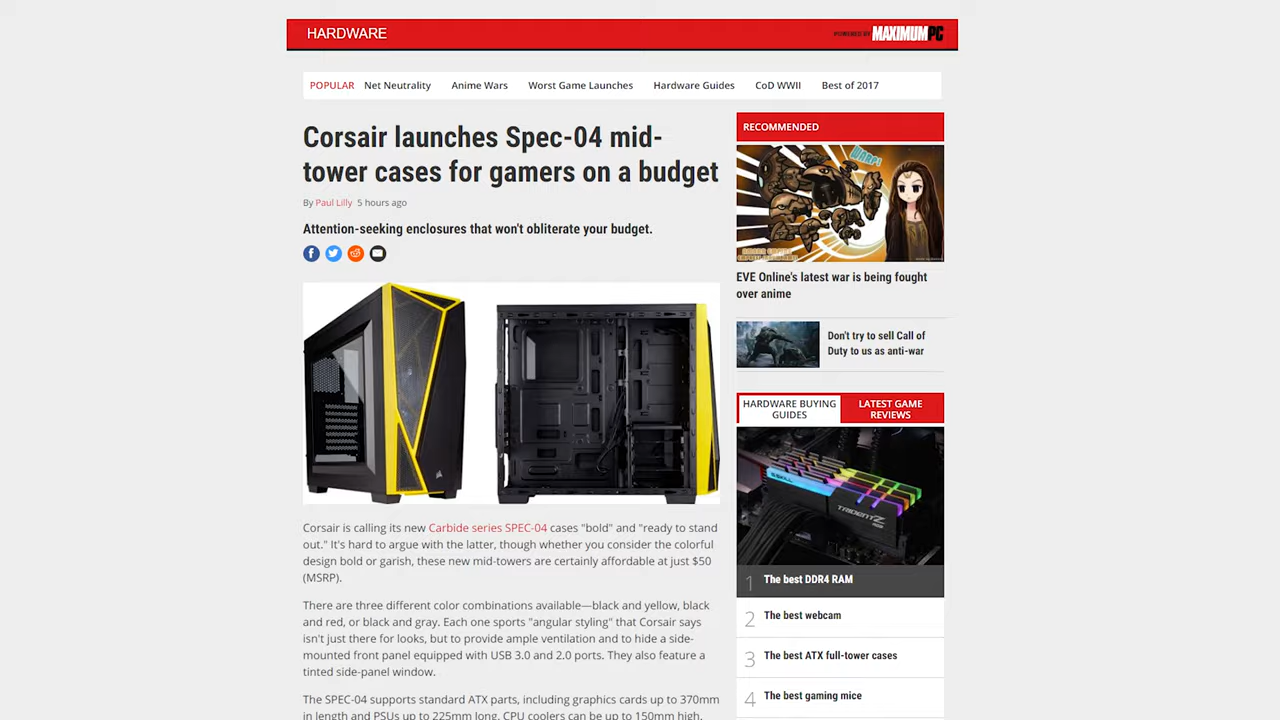 HARDWARE
POWERED BY MAXIMUMPC
POPULAR Net Neutrality Anime Wars Worst Game Launches Hardware Guides CoD WWII Best of 2017
Corsair launches Spec-04 mid-
tower cases for gamers on a budget
By Paul Lilly 5 hours ago
Attention-seeking enclosures that won't obliterate your budget.
Corsair is calling its new Carbide series SPEC-04 cases "bold" and "ready to stand
out." It's hard to argue with the latter, though whether you consider the colorful
design bold or garish, these new mid-towers are certainly affordable at just $50
(MSRP).
There are three different color combinations available—black and yellow, black
and red, or black and gray. Each one sports "angular styling" that Corsair says
isn't just there for looks, but to provide ample ventilation and to hide a side-
mounted front panel equipped with USB 3.0 and 2.0 ports. They also feature a
tinted side-panel window.
The SPEC-04 supports standard ATX parts, including graphics cards up to 370mm
in length and PSUs up to 225mm long. CPU coolers can be up to 150mm high,
RECOMMENDED
EVE Online's latest war is being fought
over anime
Don't try to sell Call of
Duty to us as anti-war
HARDWARE BUYING
GUIDES
LATEST GAME
REVIEWS
G.SKILL
TRIDENT Z
1 The best DDR4 RAM
2 The best webcam
3 The best ATX full-tower cases
4 The best gaming mice